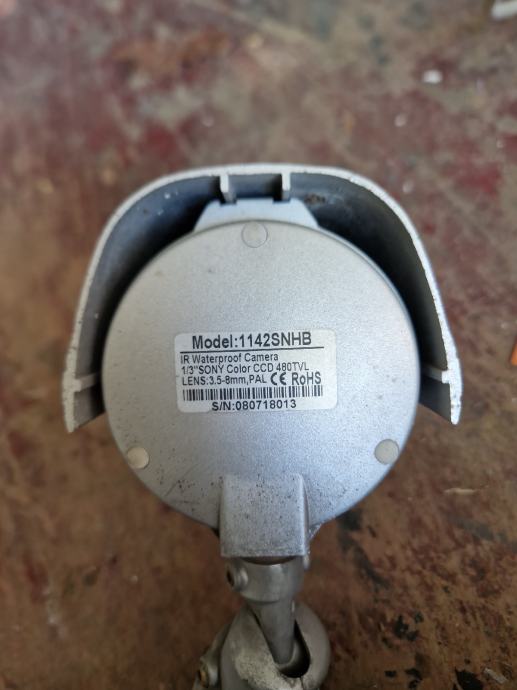 Model:1142SNHB
IR Waterproof Camera
1/3"SONY Color CCD 480TVL
LENS:3.5-8mm,PAL CE RoHS
S/N:080718013